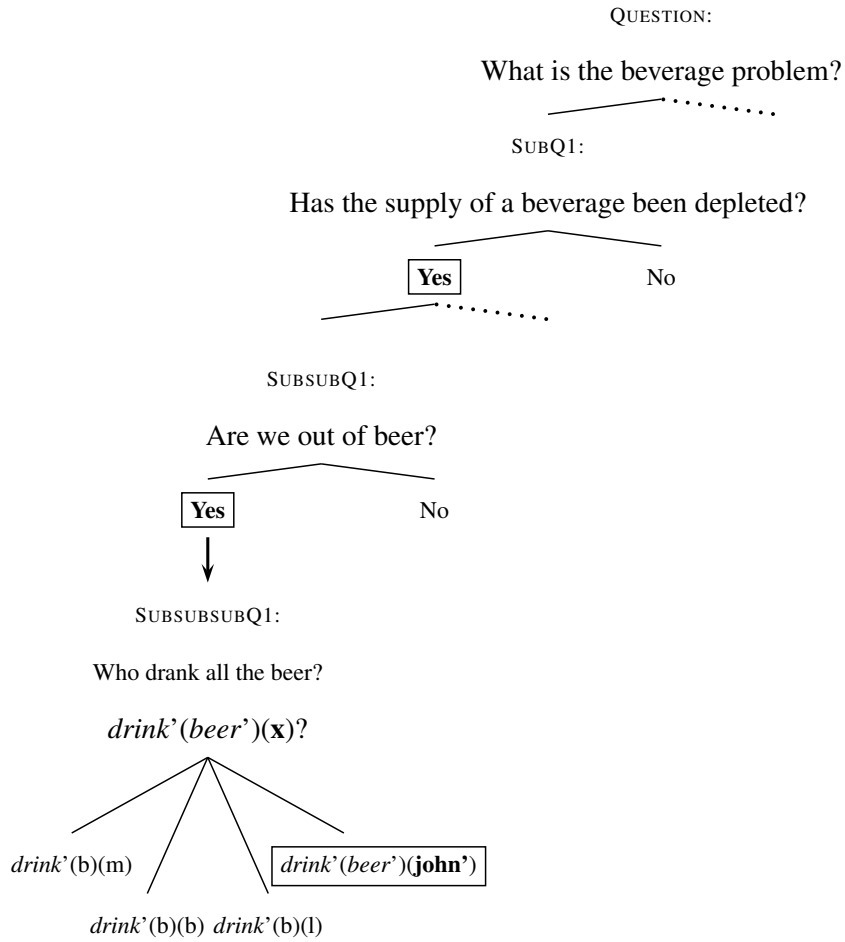 QUESTION:
What is the beverage problem?
SUBQ1:
Has the supply of a beverage been depleted?
Yes No
SUBSUBQ1:
Are we out of beer?
Yes No
SUBSUBSUBQ1:
Who drank all the beer?
drink’(beer’)(x)?
drink’(b)(m) drink’(beer’)(john’)
drink’(b)(b) drink’(b)(l)